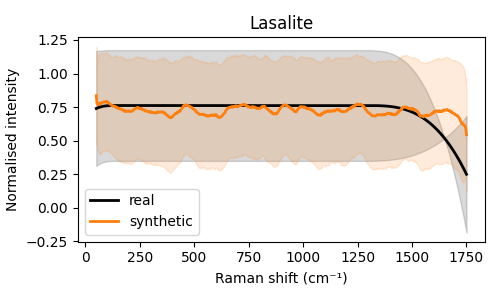 Lasalite
Normalised intensity
1.25
1.00
0.75
0.50
0.25
0.00
−0.25
real
synthetic
0 250 500 750 1000 1250 1500 1750
Raman shift (cm⁻¹)